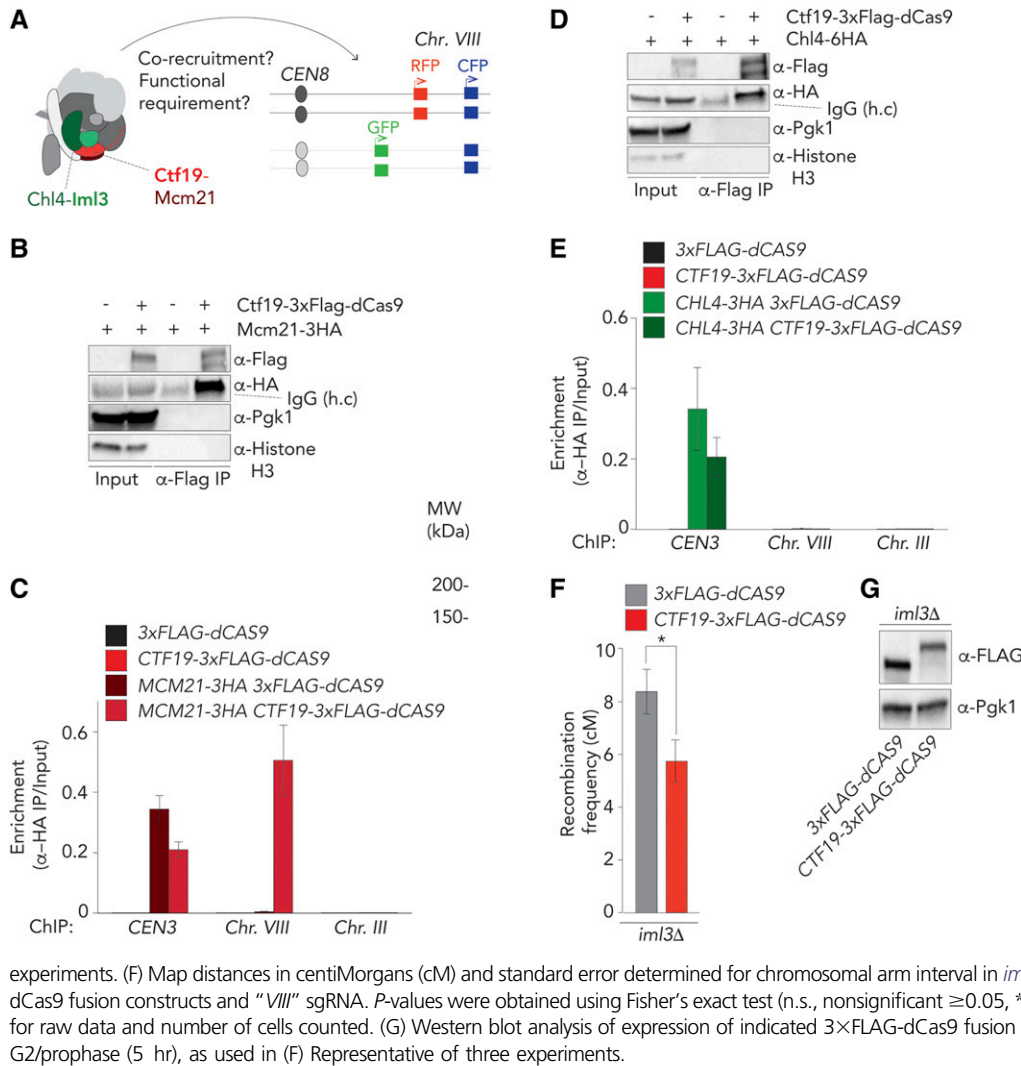 A
Co-recruitment?
Functional
requirement?
Chl4-Iml3
Ctf19-
Mcm21
Chr. VIII
CEN8
RFP
CFP
GFP
B
- + - + Ctf19-3xFlag-dCas9
+ + + + Mcm21-3HA
α-Flag
α-HA
IgG (h.c)
α-Pgk1
α-Histone
H3
Input α-Flag IP
MW
(kDa)
200-
150-
C
3xFLAG-dCAS9
CTF19-3xFLAG-dCAS9
MCM21-3HA 3xFLAG-dCAS9
MCM21-3HA CTF19-3xFLAG-dCAS9
Enrichment
(α-HA IP/Input)
0.6
0.4
0.2
0
ChIP: CEN3 Chr. VIII Chr. III
D
- + - + Ctf19-3xFlag-dCas9
+ + + + Chl4-6HA
α-Flag
α-HA
IgG (h.c)
α-Pgk1
α-Histone
H3
Input α-Flag IP
E
3xFLAG-dCAS9
CTF19-3xFLAG-dCAS9
CHL4-3HA 3xFLAG-dCAS9
CHL4-3HA CTF19-3xFLAG-dCAS9
Enrichment
(α–HA IP/Input)
0.6
0.4
0.2
0
ChIP: CEN3 Chr. VIII Chr. III
F
3xFLAG-dCAS9
CTF19-3xFLAG-dCAS9
*
Recombination
frequency (cM)
10
8
6
4
2
0
iml3Δ
G
iml3Δ
α-FLAG
α-Pgk1
3xFLAG-dCAS9
CTF19-3xFLAG-dCAS9
experiments. (F) Map distances in centiMorgans (cM) and standard error determined for chromosomal arm interval in im
dCas9 fusion constructs and “VIII” sgRNA. P-values were obtained using Fisher's exact test (n.s., nonsignificant ≥0.05, *
for raw data and number of cells counted. (G) Western blot analysis of expression of indicated 3×FLAG-dCas9 fusion
G2/prophase (5 hr), as used in (F) Representative of three experiments.